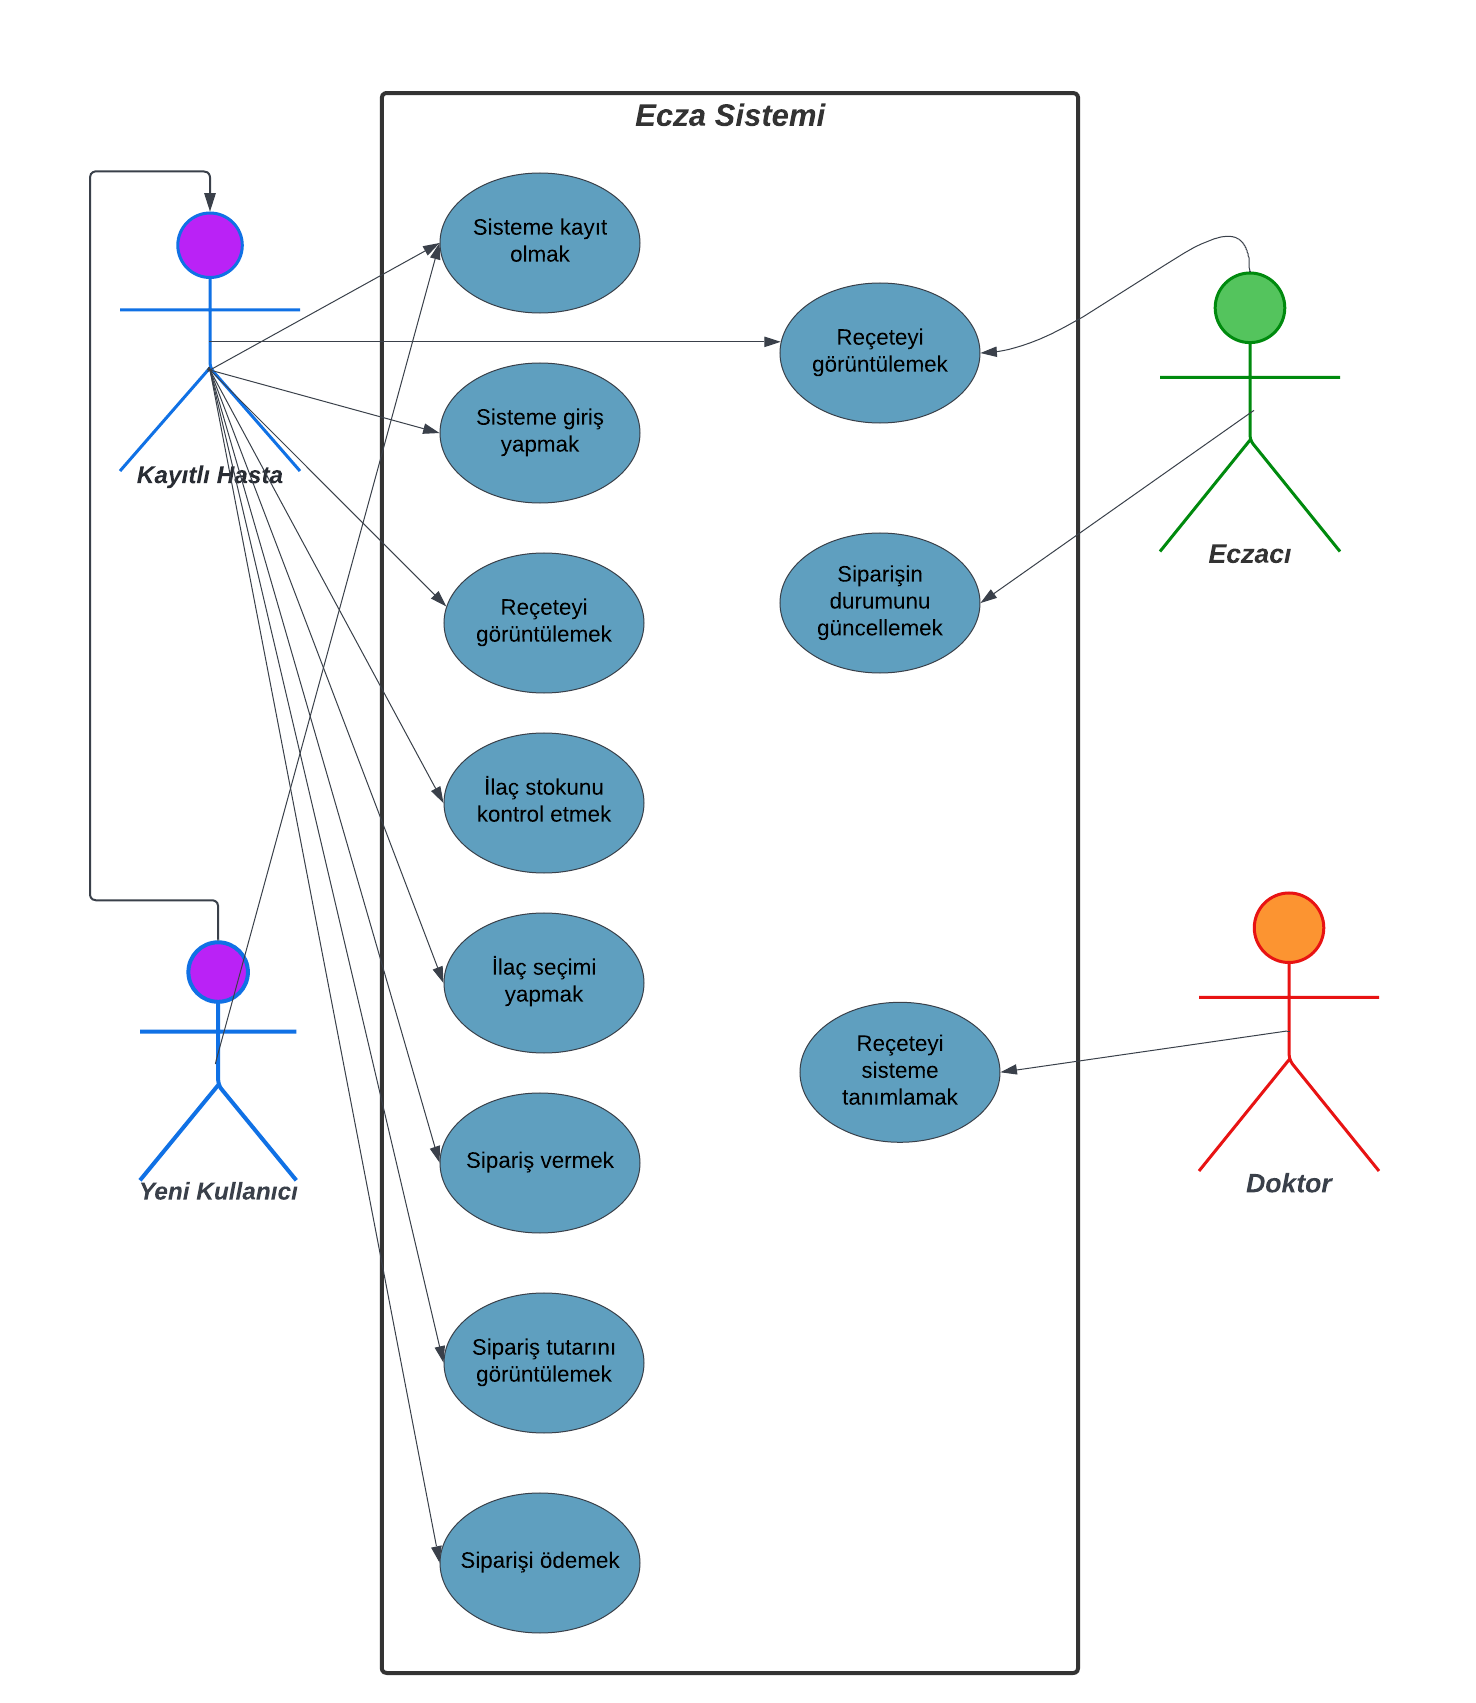 Ecza Sistemi
Sisteme kayıt
olmak
Reçeteyi
görüntülemek
Sisteme giriş
yapmak
Kayıtlı Hasta
Eczacı
Siparişin
durumunu
güncellemek
Reçeteyi
görüntülemek
İlaç stokunu
kontrol etmek
İlaç seçimi
yapmak
Reçeteyi
sisteme
tanımlamak
Sipariş vermek
Yeni Kullanıcı
Doktor
Sipariş tutarını
görüntülemek
Siparişi ödemek